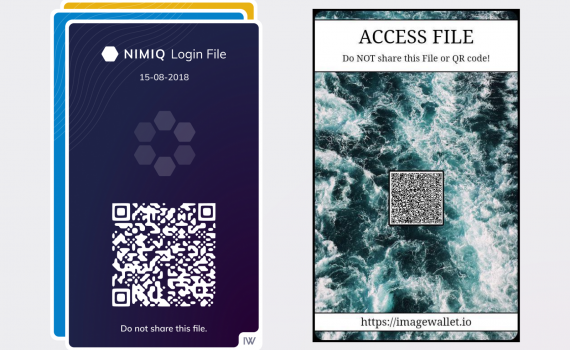 NIMIQ Login File
15-08-2018
Do not share this file.
IW
ACCESS FILE
Do NOT share this File or QR code!
https://imagewallet.io